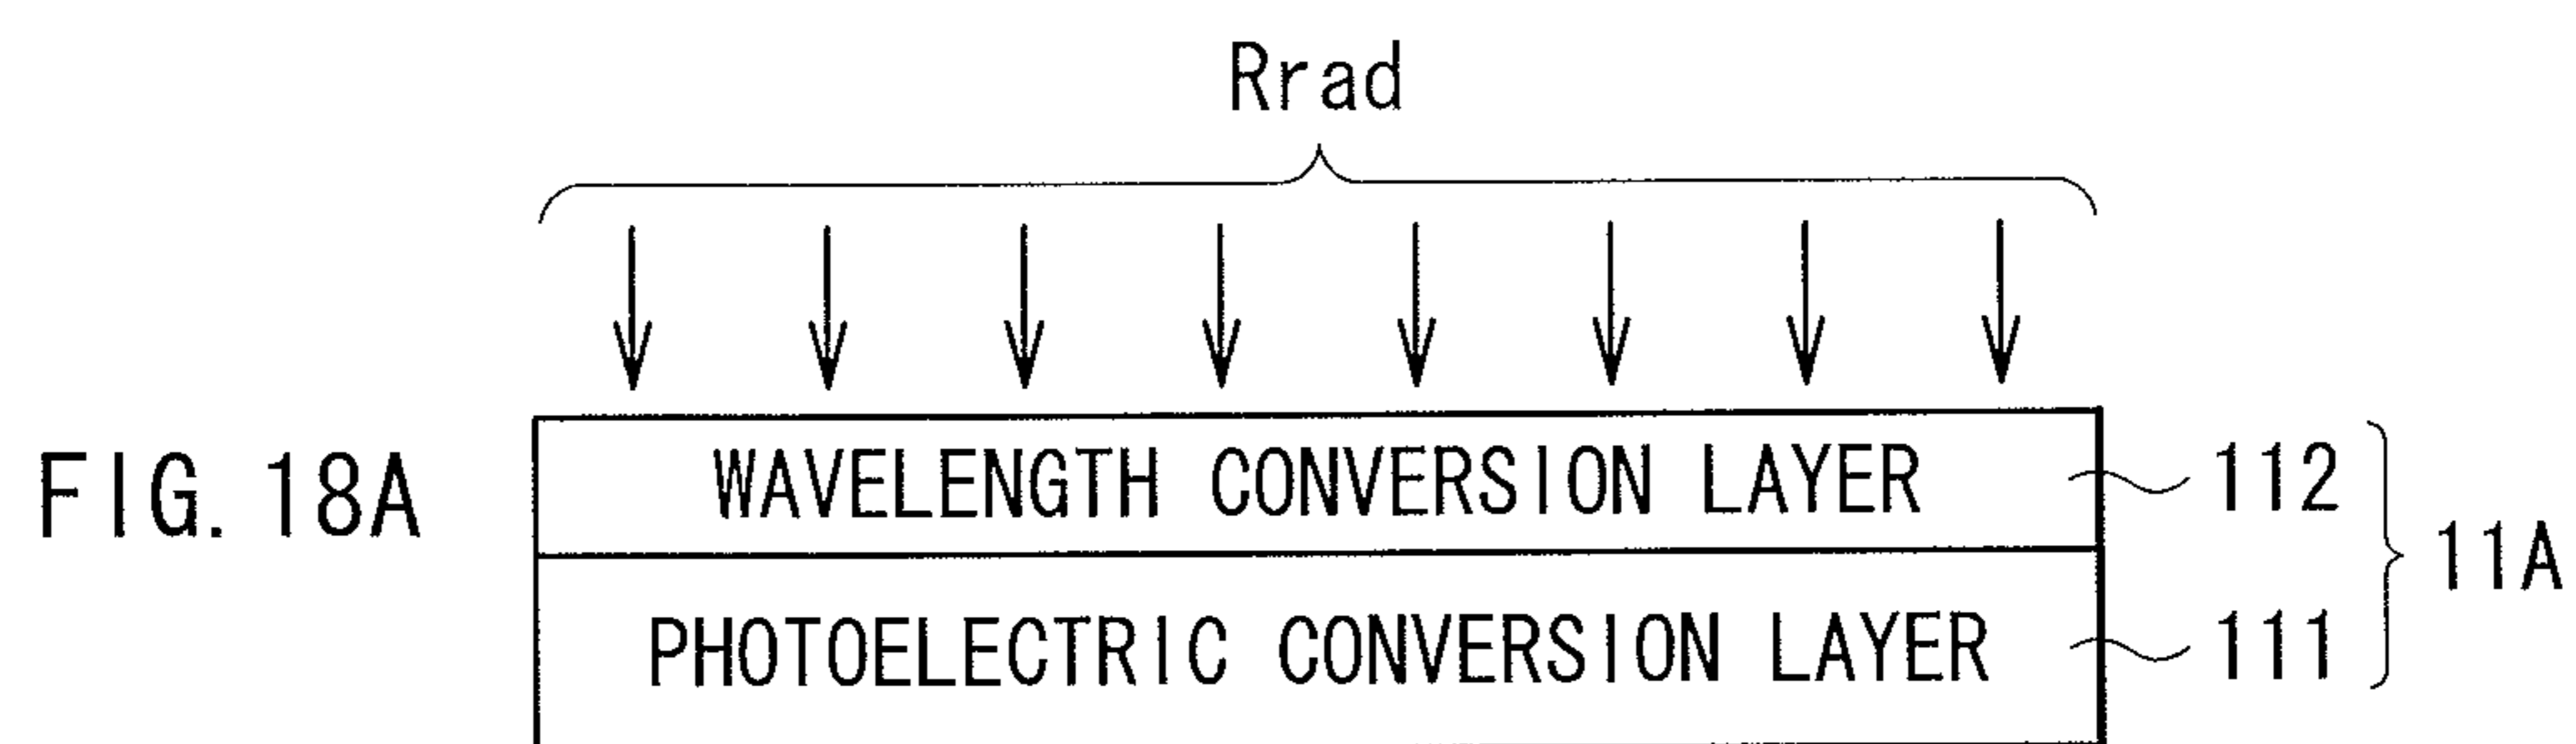 Rrad
FIG. 18A
WAVELENGTH CONVERSION LAYER
112
11A
PHOTOELECTRIC CONVERSION LAYER
111